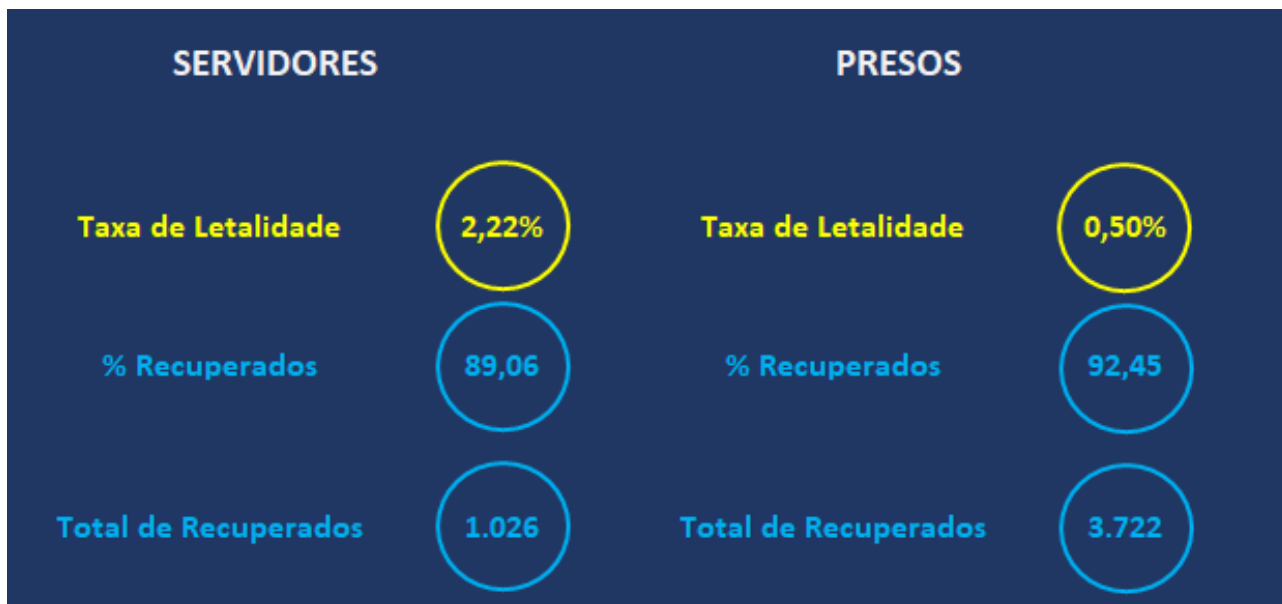 SERVIDORES
PRESOS
Taxa de Letalidade
2,22%
Taxa de Letalidade
0,50%
% Recuperados
89,06
% Recuperados
92,45
Total de Recuperados
1.026
Total de Recuperados
3.722